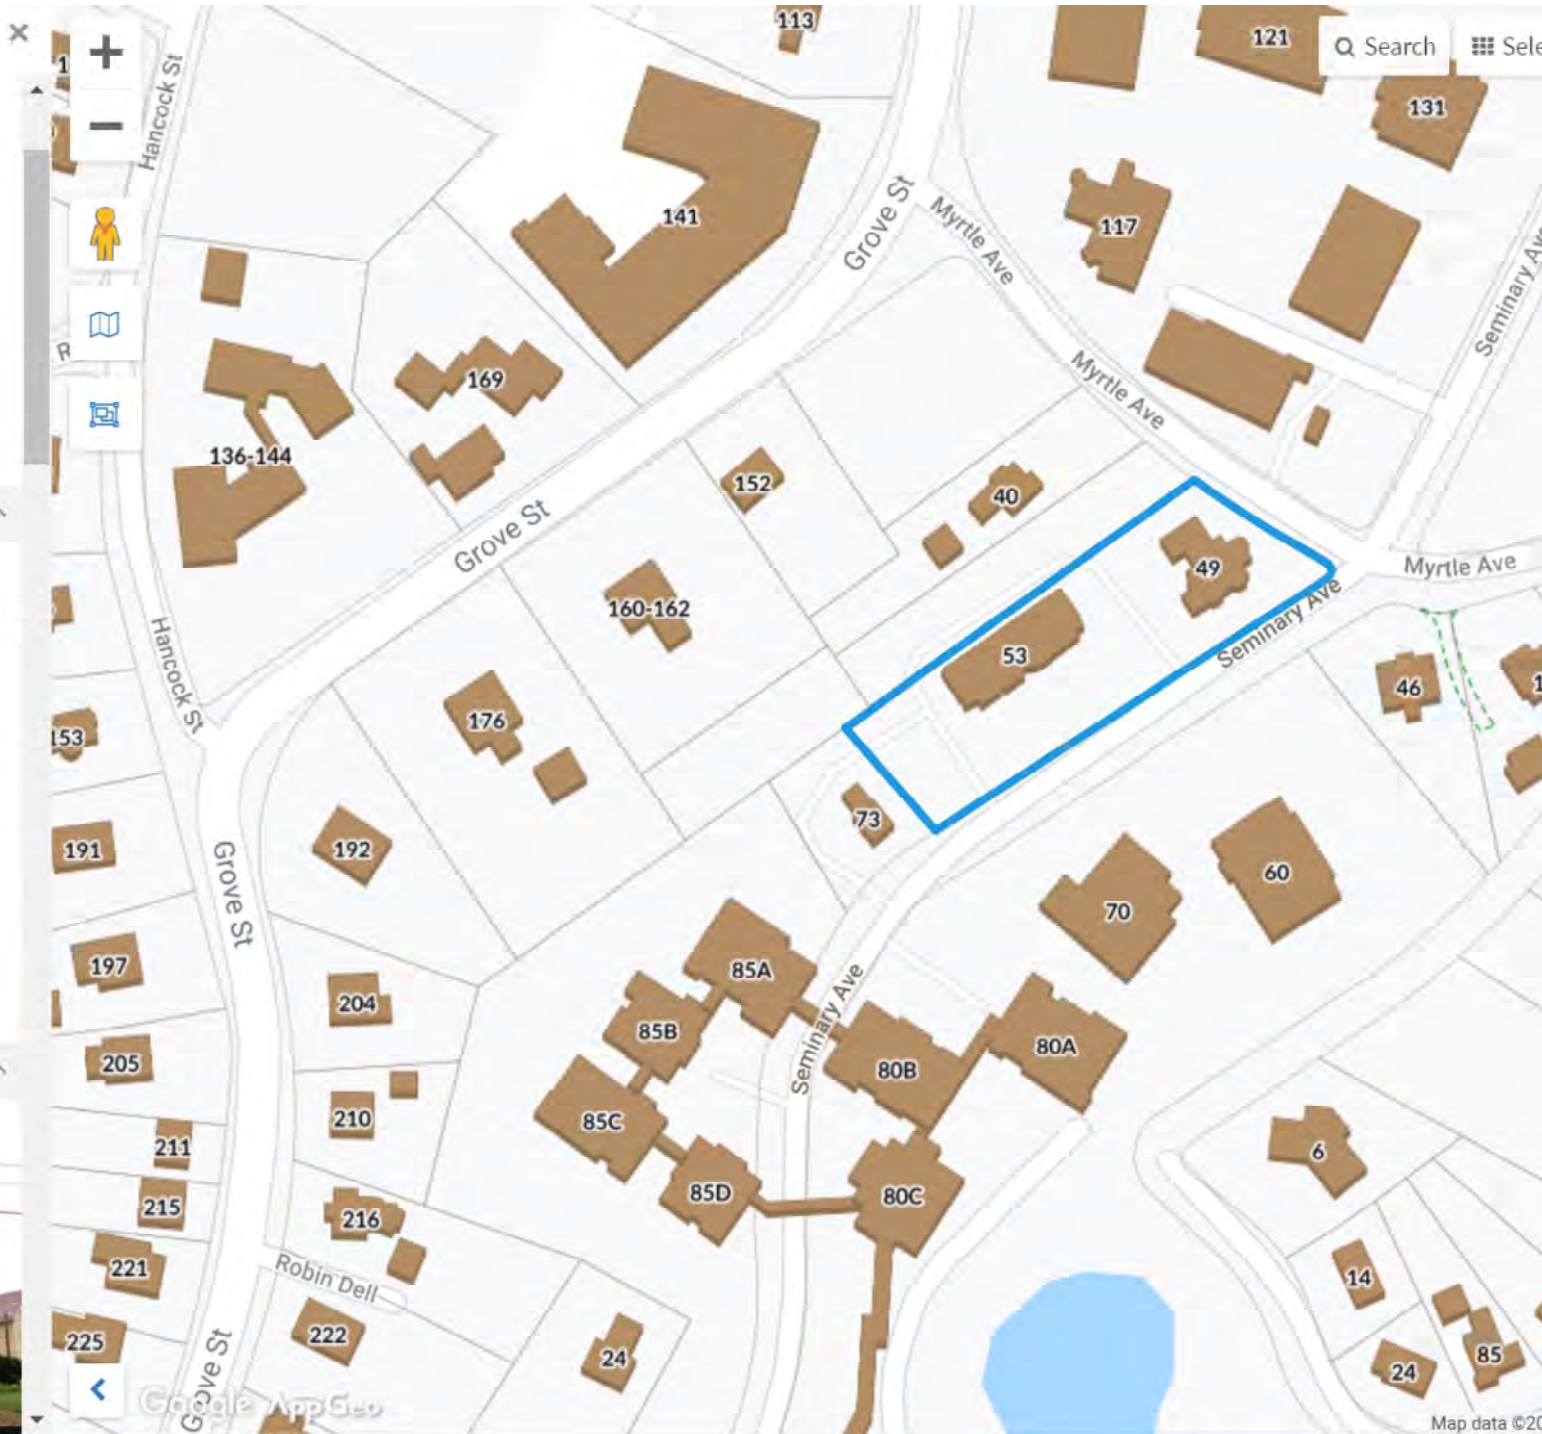 113
121
Search
Sele
131
Hancock St
141
Grove St
Myrtle Ave
117
Seminary Av
Myrtle Ave
169
136-144
152
40
Grove St
49
Myrtle Ave
160-162
53
Seminary Ave
46
Hancock St
176
153
73
191
192
60
70
Grove St
197
204
85A
Seminary Ave
85B
80A
205
80B
210
85C
211
6
85D
80C
215
216
221
Robin Dell
14
222
225
24
85
24
Grove St
Google AppGeo
Map data ©20